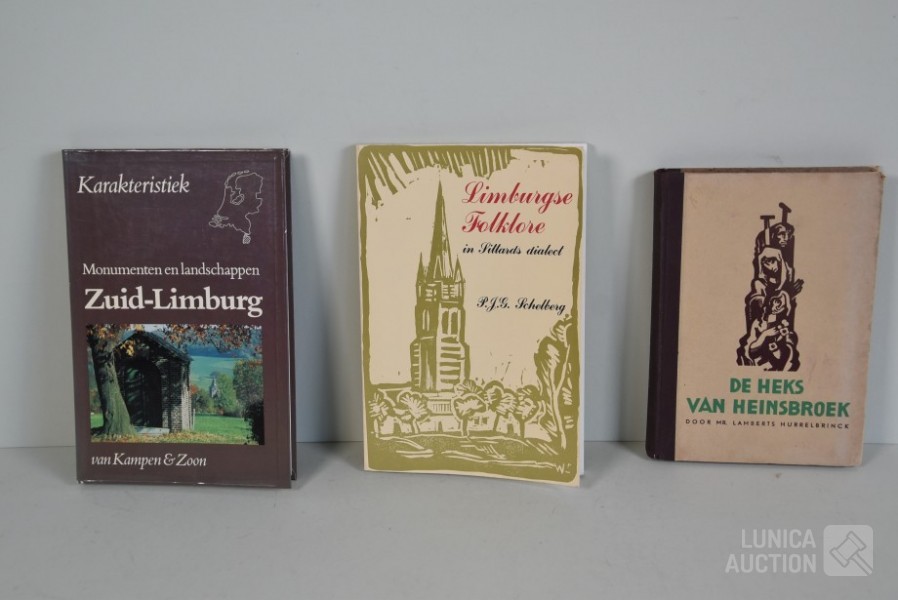 Karakteristiek
Monumenten en landschappen
Zuid-Limburg
van Kampen & Zoon
Limburgse
Folklore
in Sittards dialect
P.J.G. Scholberg
W.
DE HEKS
VAN HEINSBROEK
DOOR MR. LAMBERTS HURRELBRINCK
LUNICA
AUCTION